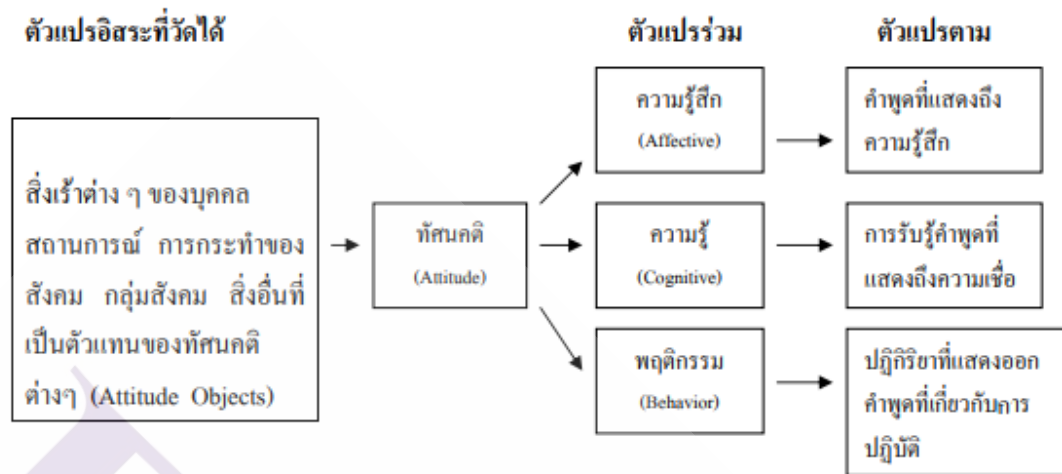 ตัวแปรอิสระที่วัดได้
ตัวแปรร่วม
ตัวแปรตาม
สิ่งเร้าต่าง ๆ ของบุคคล
สถานการณ์ การกระทำของ
สังคม กลุ่มสังคม สิ่งอื่นที่
เป็นตัวแทนของทัศนคติ
ต่างๆ (Attitude Objects)
ทัศนคติ
(Attitude)
ความรู้สึก
(Affective)
คำพูดที่แสดงถึง
ความรู้สึก
ความรู้
(Cognitive)
การรับรู้คำพูดที่
แสดงถึงความเชื่อ
พฤติกรรม
(Behavior)
ปฏิกิริยาที่แสดงออก
คำพูดที่เกี่ยวกับการ
ปฏิบัติ